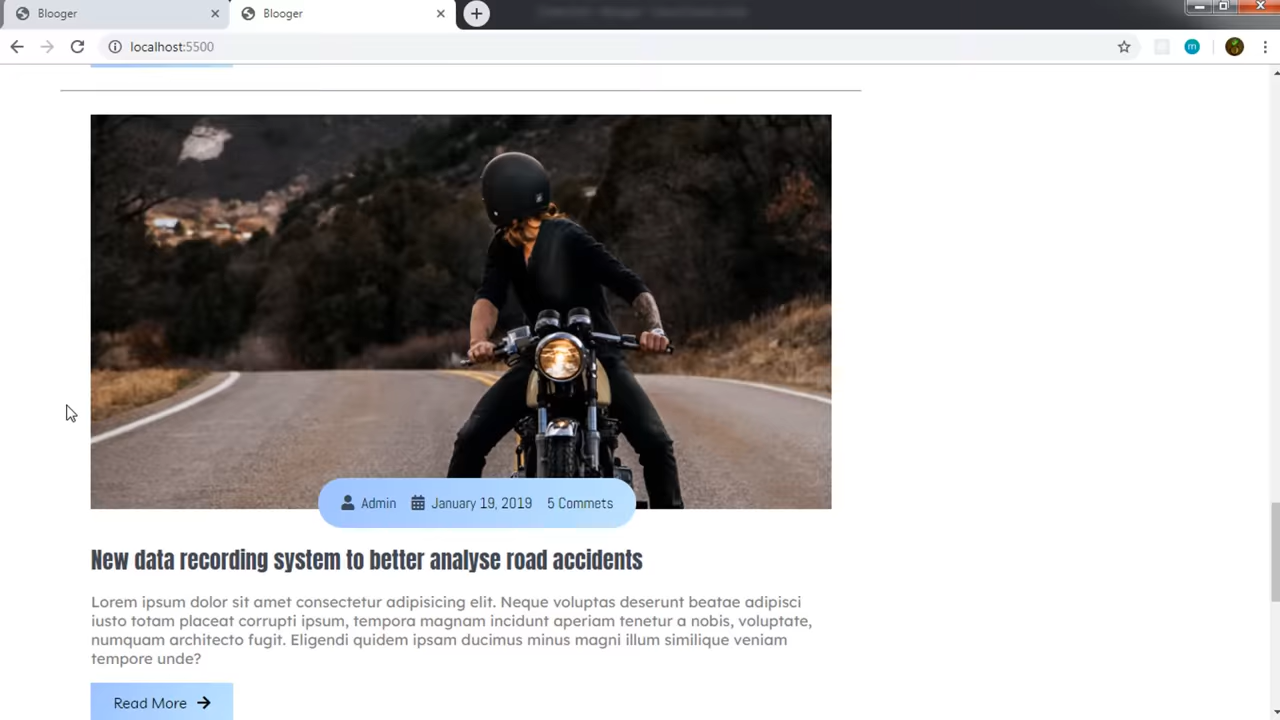 Blooger
Blooger
localhost:5500
Admin January 19, 2019 5 Commets
New data recording system to better analyse road accidents
Lorem ipsum dolor sit amet consectetur adipisicing elit. Neque voluptas deserunt beatae adipisci
iusto totam placeat corrupti ipsum, tempora magnam incidunt aperiam tenetur a nobis, voluptate,
numquam architecto fugit. Eligendi quidem ipsam ducimus minus magni illum similique veniam
tempore unde?
Read More